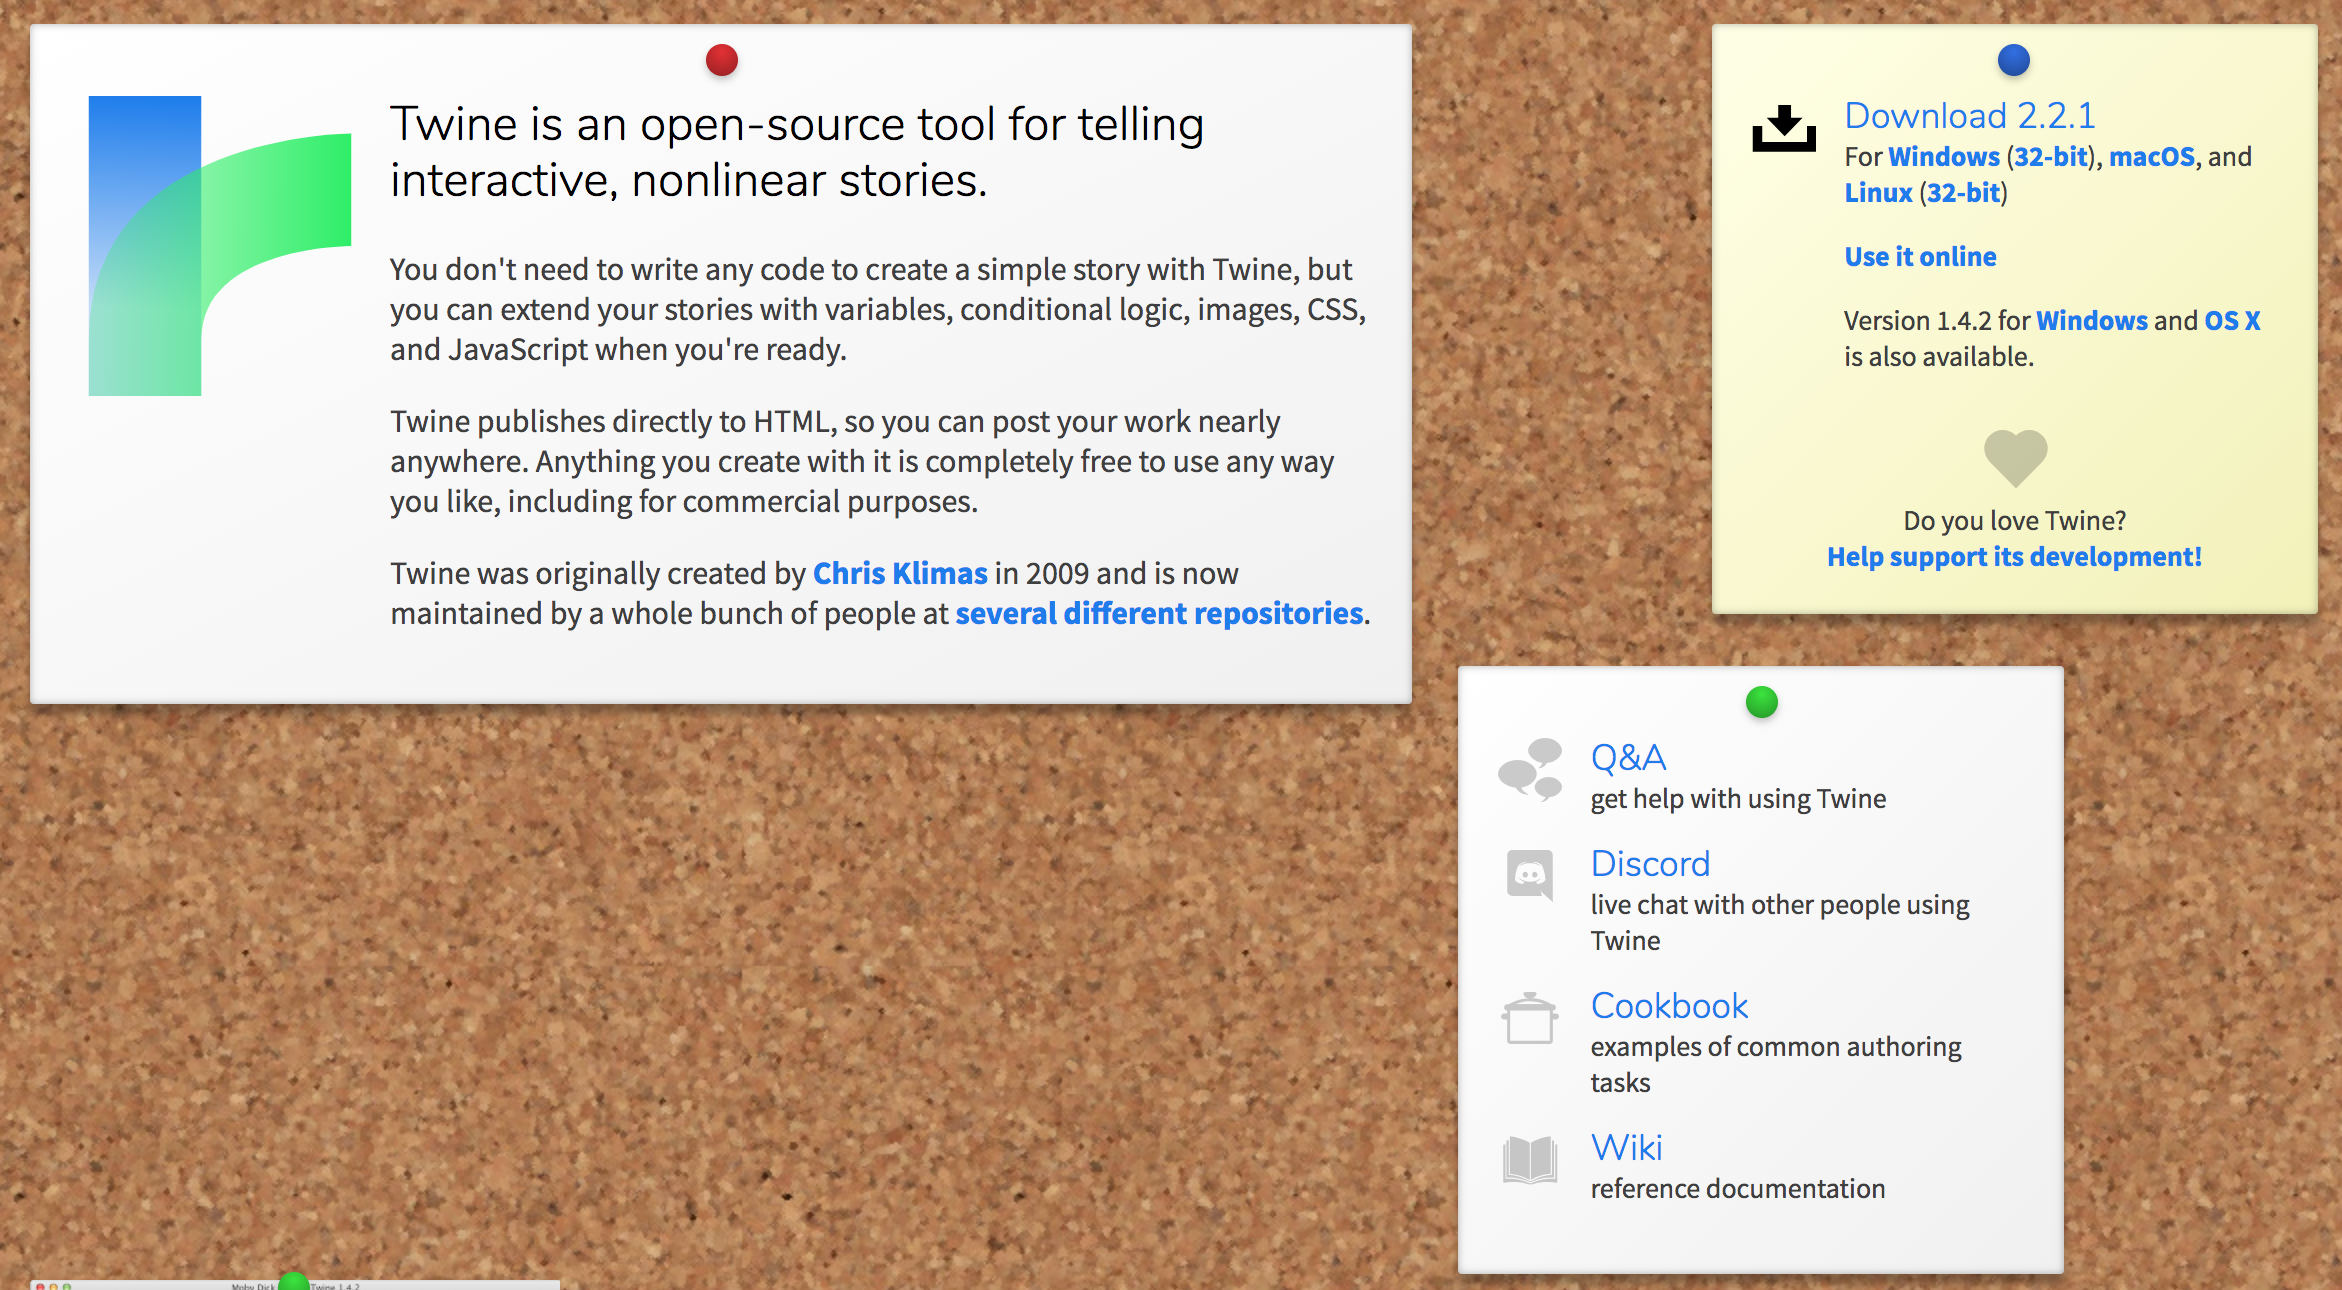 Twine is an open-source tool for telling
interactive, nonlinear stories.
You don't need to write any code to create a simple story with Twine, but
you can extend your stories with variables, conditional logic, images, CSS,
and JavaScript when you're ready.
Twine publishes directly to HTML, so you can post your work nearly
anywhere. Anything you create with it is completely free to use any way
you like, including for commercial purposes.
Twine was originally created by Chris Klimas in 2009 and is now
maintained by a whole bunch of people at several different repositories.
Download 2.2.1
For Windows (32-bit), macOS, and
Linux (32-bit)
Use it online
Version 1.4.2 for Windows and OS X
is also available.
Do you love Twine?
Help support its development!
Q&A
get help with using Twine
Discord
live chat with other people using
Twine
Cookbook
examples of common authoring
tasks
Wiki
reference documentation
Moby Dick Twine 1.4.2